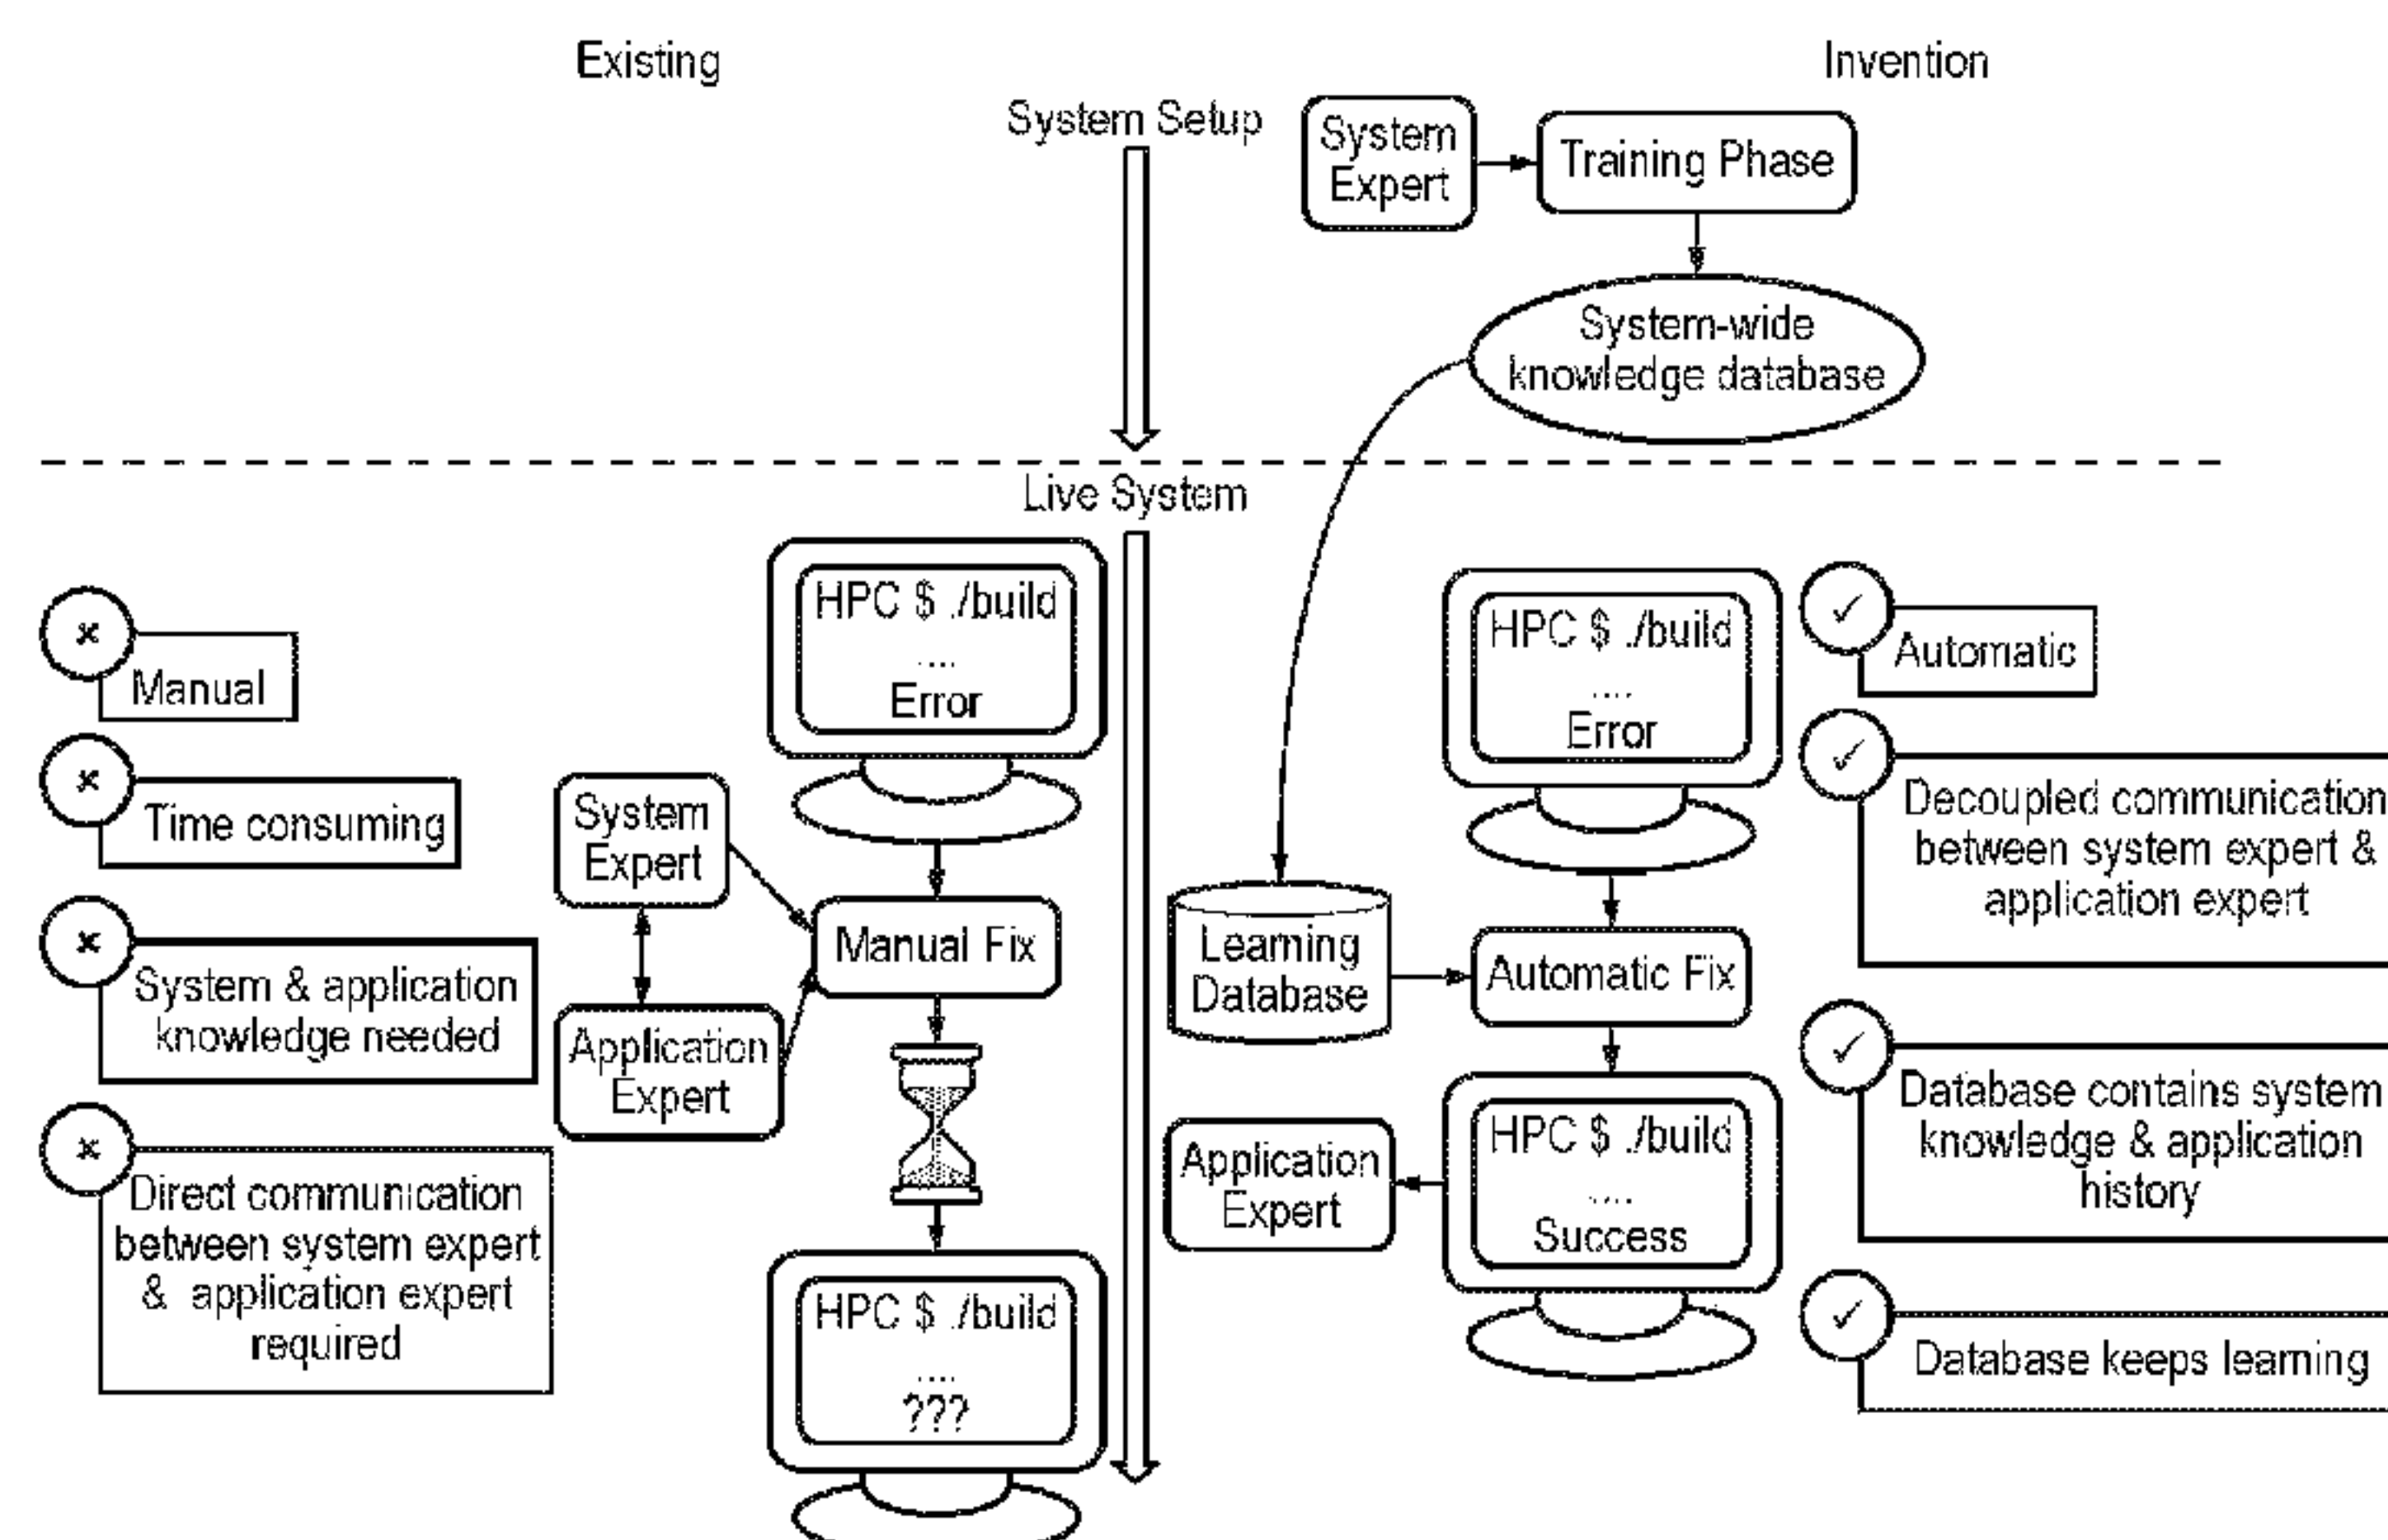 Existing
Invention
System Setup
System
Expert
Training Phase
System-wide
knowledge database
Live System
Manual
Time consuming
System & application
knowledge needed
Direct communication
between system expert
& application expert
required
HPC $ ./build
....
Error
System
Expert
Manual Fix
Application
Expert
HPC $ ./build
....
???
HPC $ ./build
....
Error
Learning
Database
Automatic Fix
Application
Expert
HPC $ ./build
....
Success
Automatic
Decoupled communication
between system expert &
application expert
Database contains system
knowledge & application
history
Database keeps learning